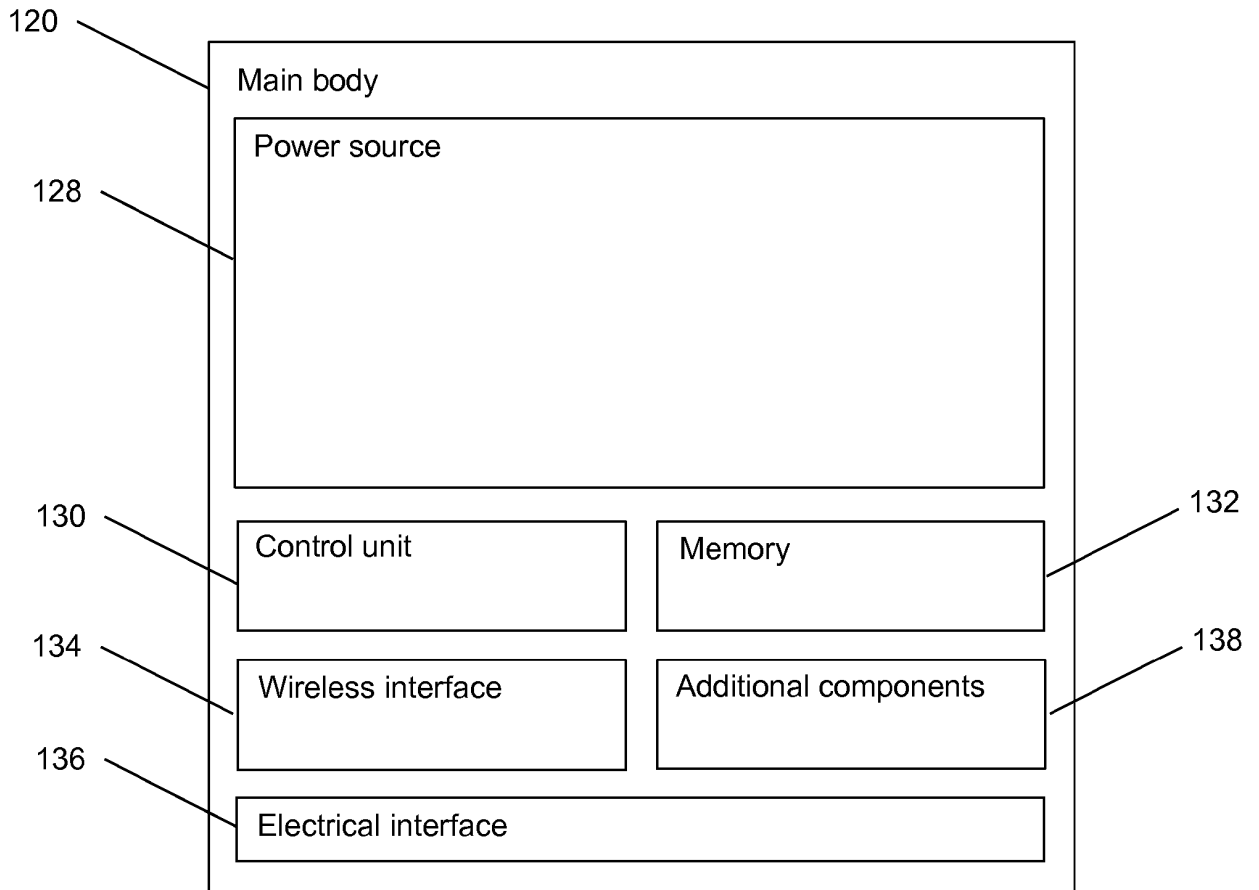 120
Main body
Power source
128
130
Control unit
Memory
132
134
Wireless interface
Additional components
138
136
Electrical interface